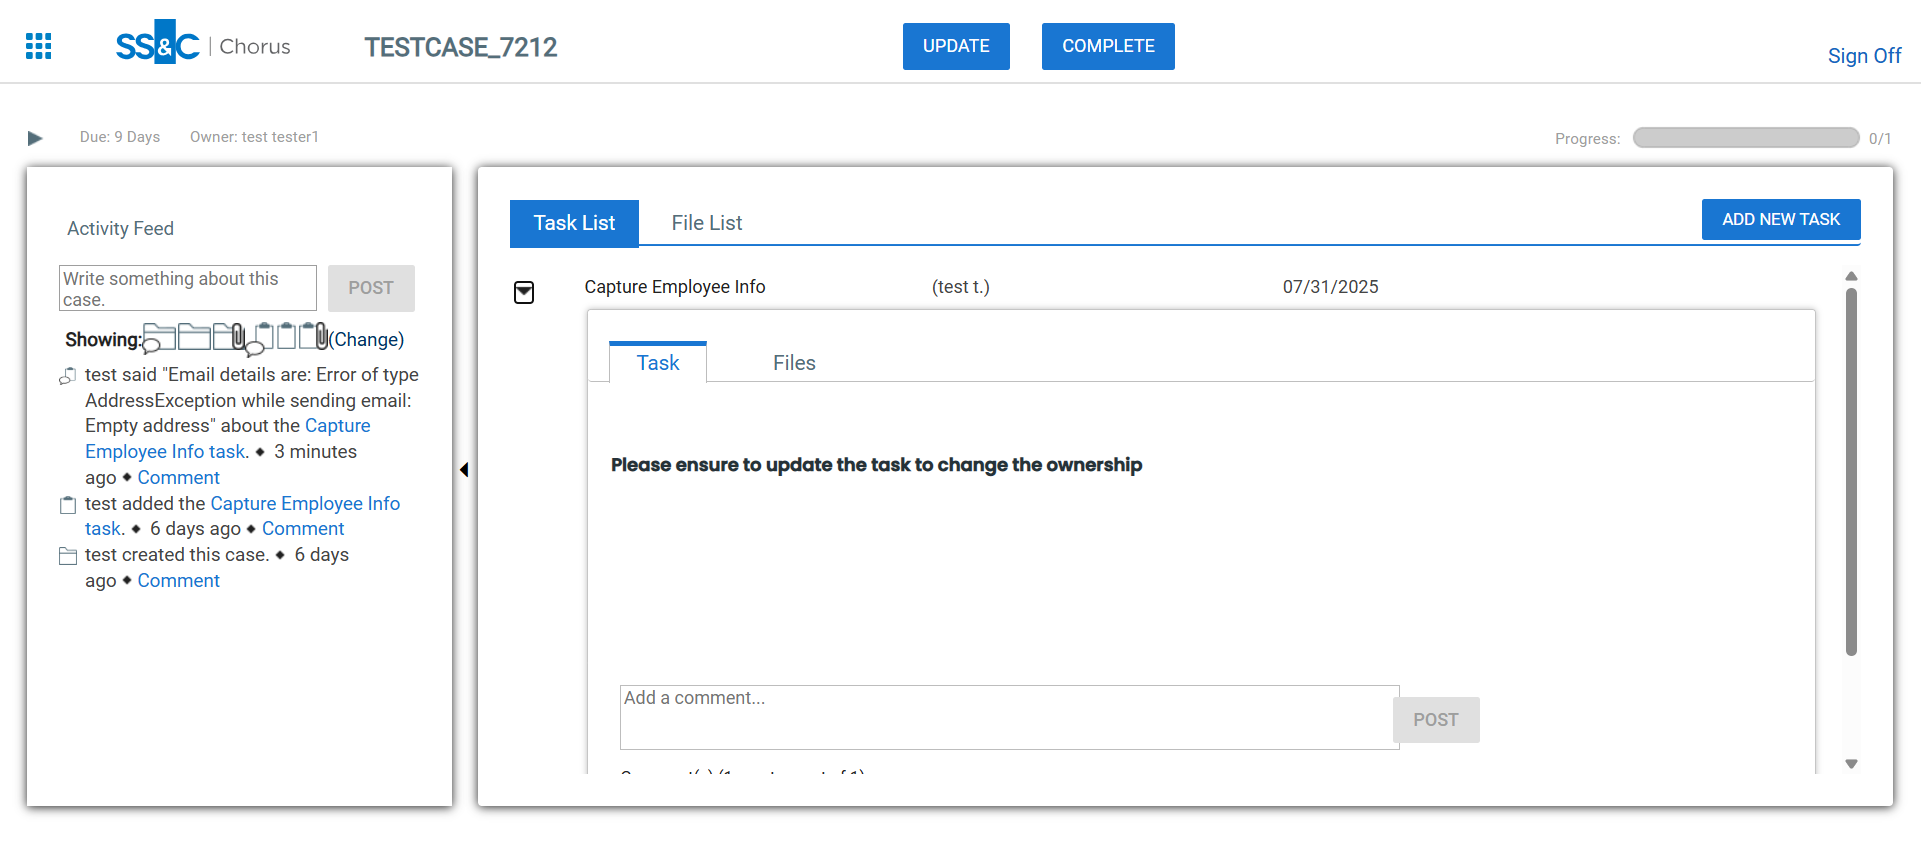 SS&C | Chorus
TESTCASE_7212
UPDATE
COMPLETE
Sign Off
Due: 9 Days
Owner: test tester1
Progress:
0/1
Activity Feed
Write something about this
case.
POST
Showing:
(Change)
test said "Email details are: Error of type
AddressException while sending email:
Empty address" about the Capture
Employee Info task. ◆ 3 minutes
ago ◆ Comment
test added the Capture Employee Info
task. ◆ 6 days ago ◆ Comment
test created this case. ◆ 6 days
ago ◆ Comment
Task List
File List
ADD NEW TASK
Capture Employee Info
(test t.)
07/31/2025
Task
Files
Please ensure to update the task to change the ownership
Add a comment...
POST